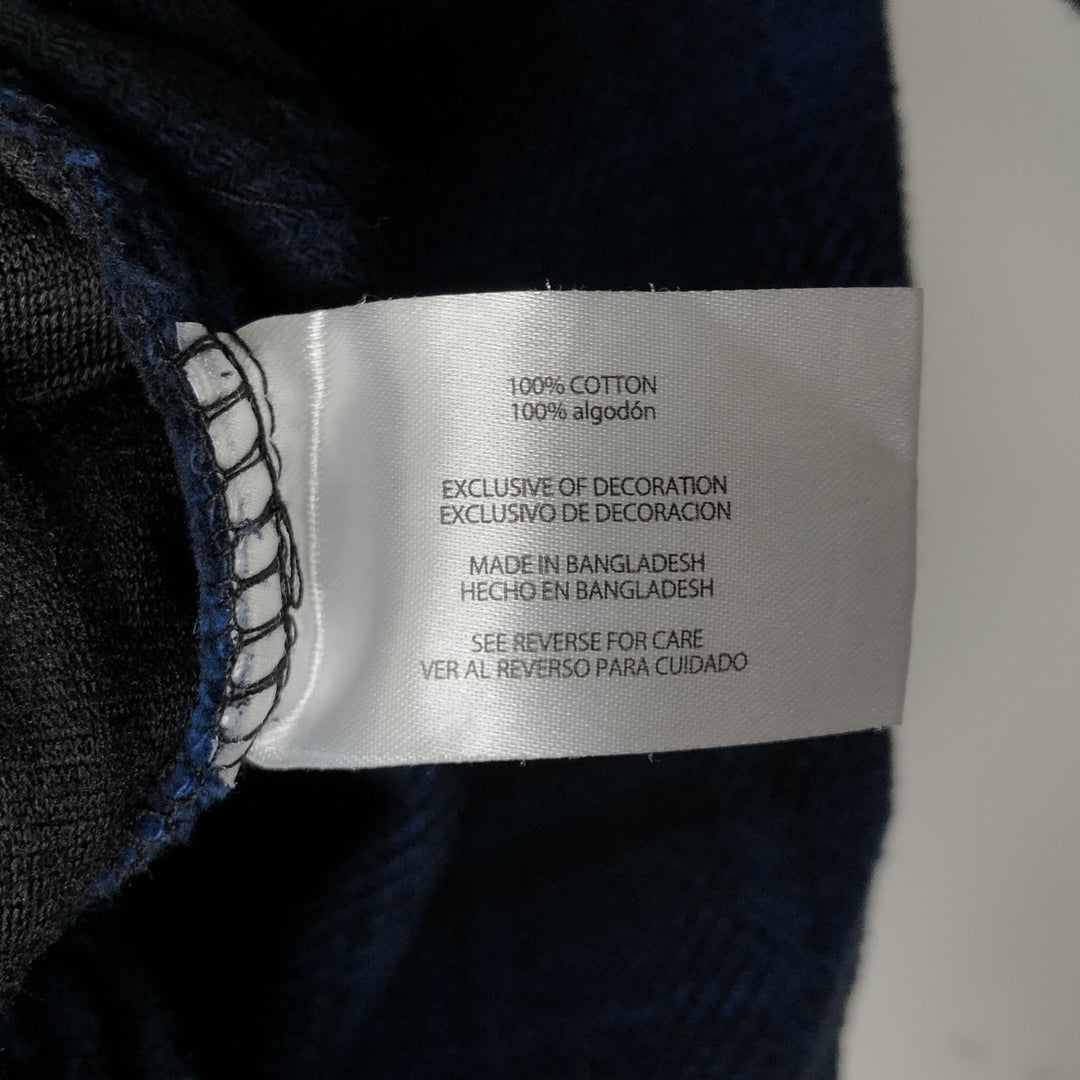 100% COTTON
100% algodón
EXCLUSIVE OF DECORATION
EXCLUSIVO DE DECORACION
MADE IN BANGLADESH
HECHO EN BANGLADESH
SEE REVERSE FOR CARE
VER AL REVERSO PARA CUIDADO